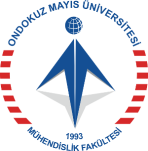 ONDOKUZ MAYIS ÜNİVERSİTESİ
1993
MÜHENDİSLİK FAKÜLTESİ